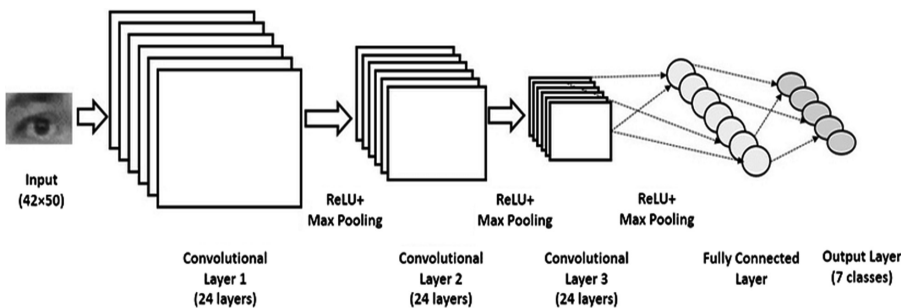 Input
(42×50)
ReLU+
Max Pooling
ReLU+
Max Pooling
ReLU+
Max Pooling
Convolutional
Layer 1
(24 layers)
Convolutional
Layer 2
(24 layers)
Convolutional
Layer 3
(24 layers)
Fully Connected
Layer
Output Layer
(7 classes)